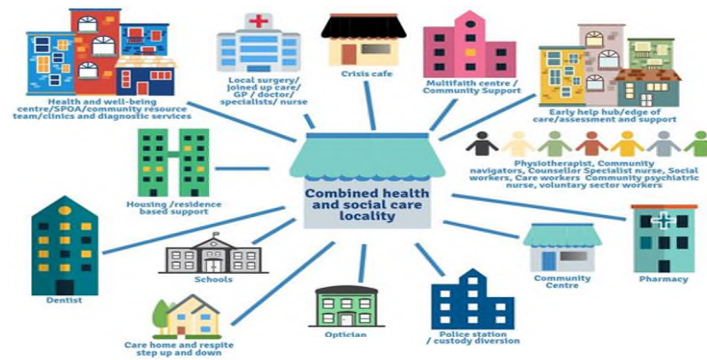 Health and well-being
centre/SPOA/community resource
team/clinics and diagnostic services
Local surgery/
joined up care/
GP / doctor/
specialists/ nurse
Crisis cafe
Multifaith centre /
Community Support
Early help hub/edge of
care/assessment and support
Physiotherapist, Community
navigators, Counsellor Specialist nurse, Social
workers, Care workers Community psychiatric
nurse, voluntary sector workers
Housing /residence
based support
Combined health
and social care
locality
Dentist
Schools
Community
Centre
Pharmacy
Care home and respite
step up and down
Optician
Police station
/ custody diversion